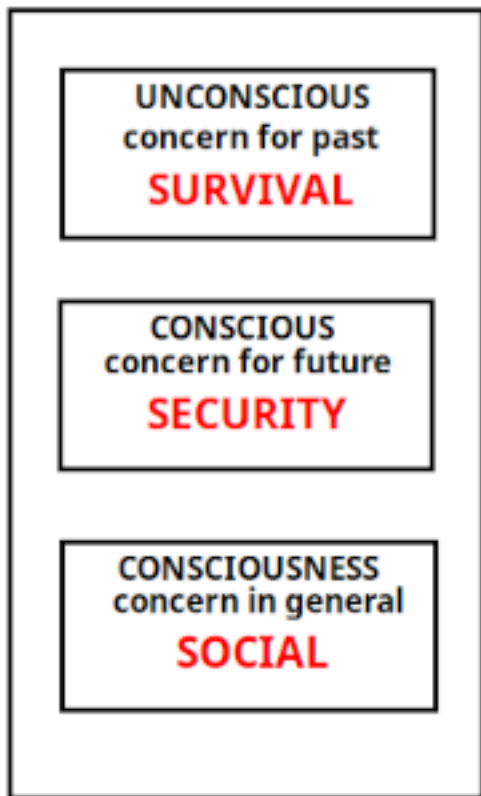 UNCONSCIOUS
concern for past
SURVIVAL
CONSCIOUS
concern for future
SECURITY
CONSCIOUSNESS
concern in general
SOCIAL